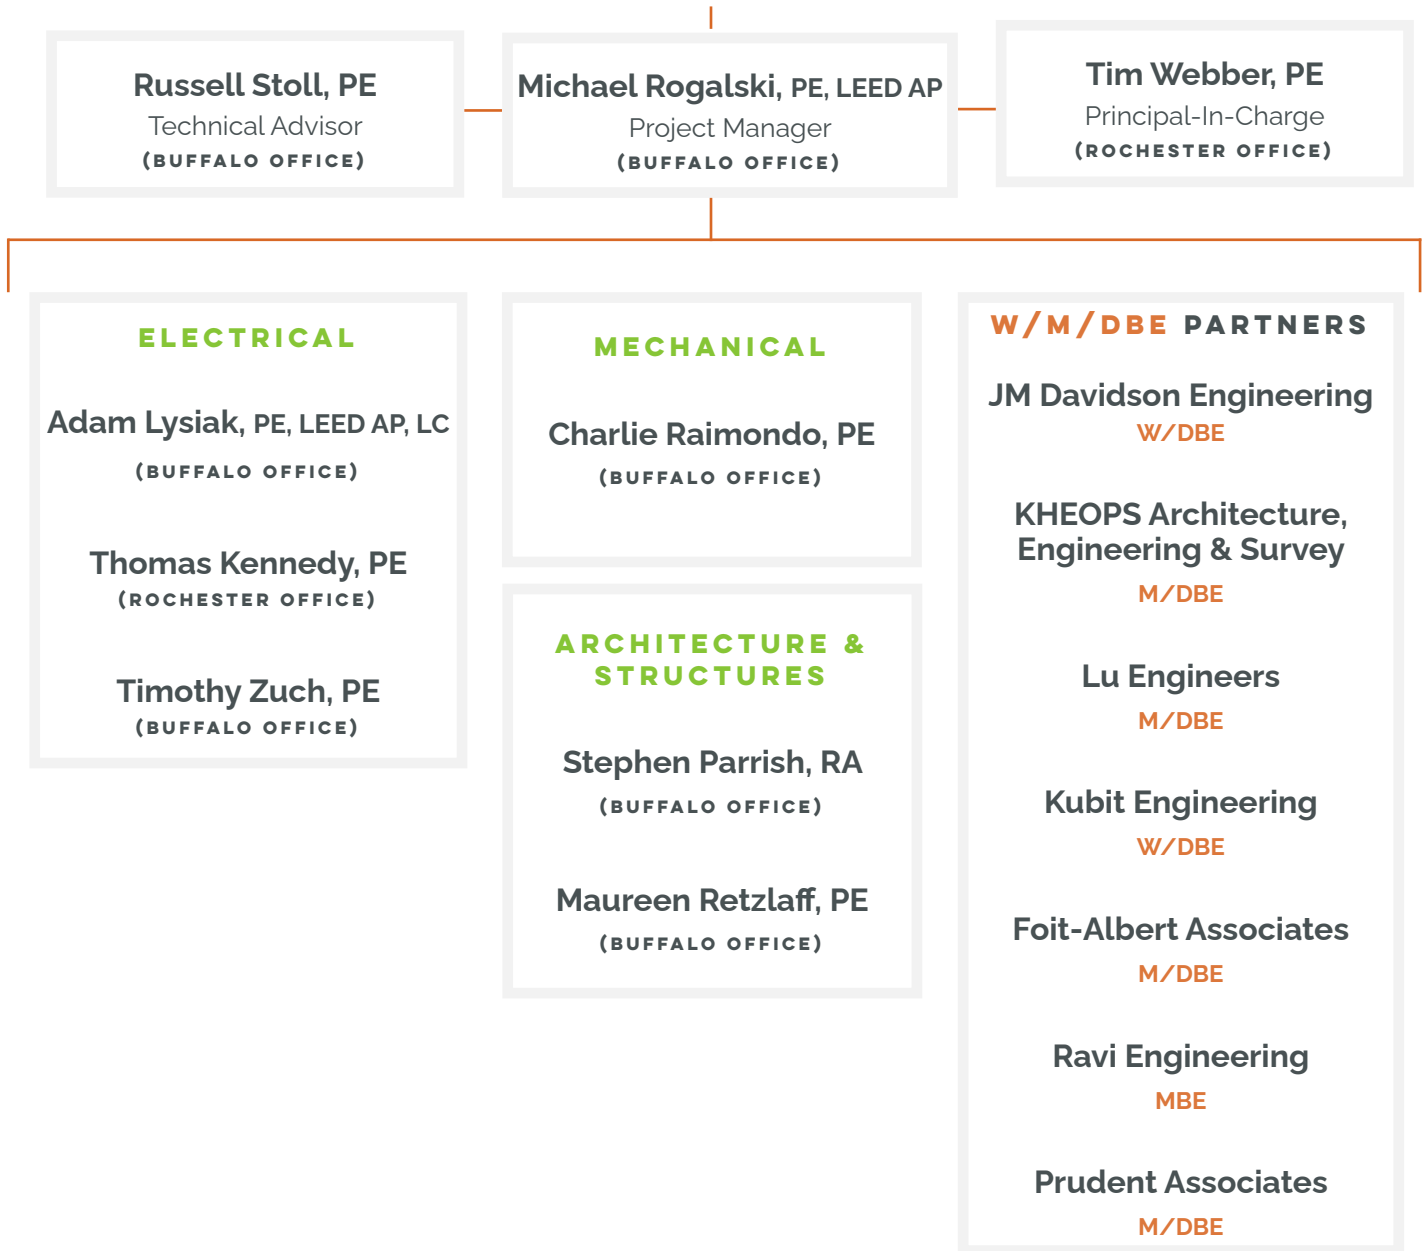 Russell Stoll, PE
Technical Advisor
(BUFFALO OFFICE)
Michael Rogalski, PE, LEED AP
Project Manager
(BUFFALO OFFICE)
Tim Webber, PE
Principal-In-Charge
(ROCHESTER OFFICE)
ELECTRICAL
Adam Lysiak, PE, LEED AP, LC
(BUFFALO OFFICE)
Thomas Kennedy, PE
(ROCHESTER OFFICE)
Timothy Zuch, PE
(BUFFALO OFFICE)
MECHANICAL
Charlie Raimondo, PE
(BUFFALO OFFICE)
ARCHITECTURE &
STRUCTURES
Stephen Parrish, RA
(BUFFALO OFFICE)
Maureen Retzlaff, PE
(BUFFALO OFFICE)
W/M/DBE PARTNERS
JM Davidson Engineering
W/DBE
KHEOPS Architecture,
Engineering & Survey
M/DBE
Lu Engineers
M/DBE
Kubit Engineering
W/DBE
Foit-Albert Associates
M/DBE
Ravi Engineering
MBE
Prudent Associates
M/DBE